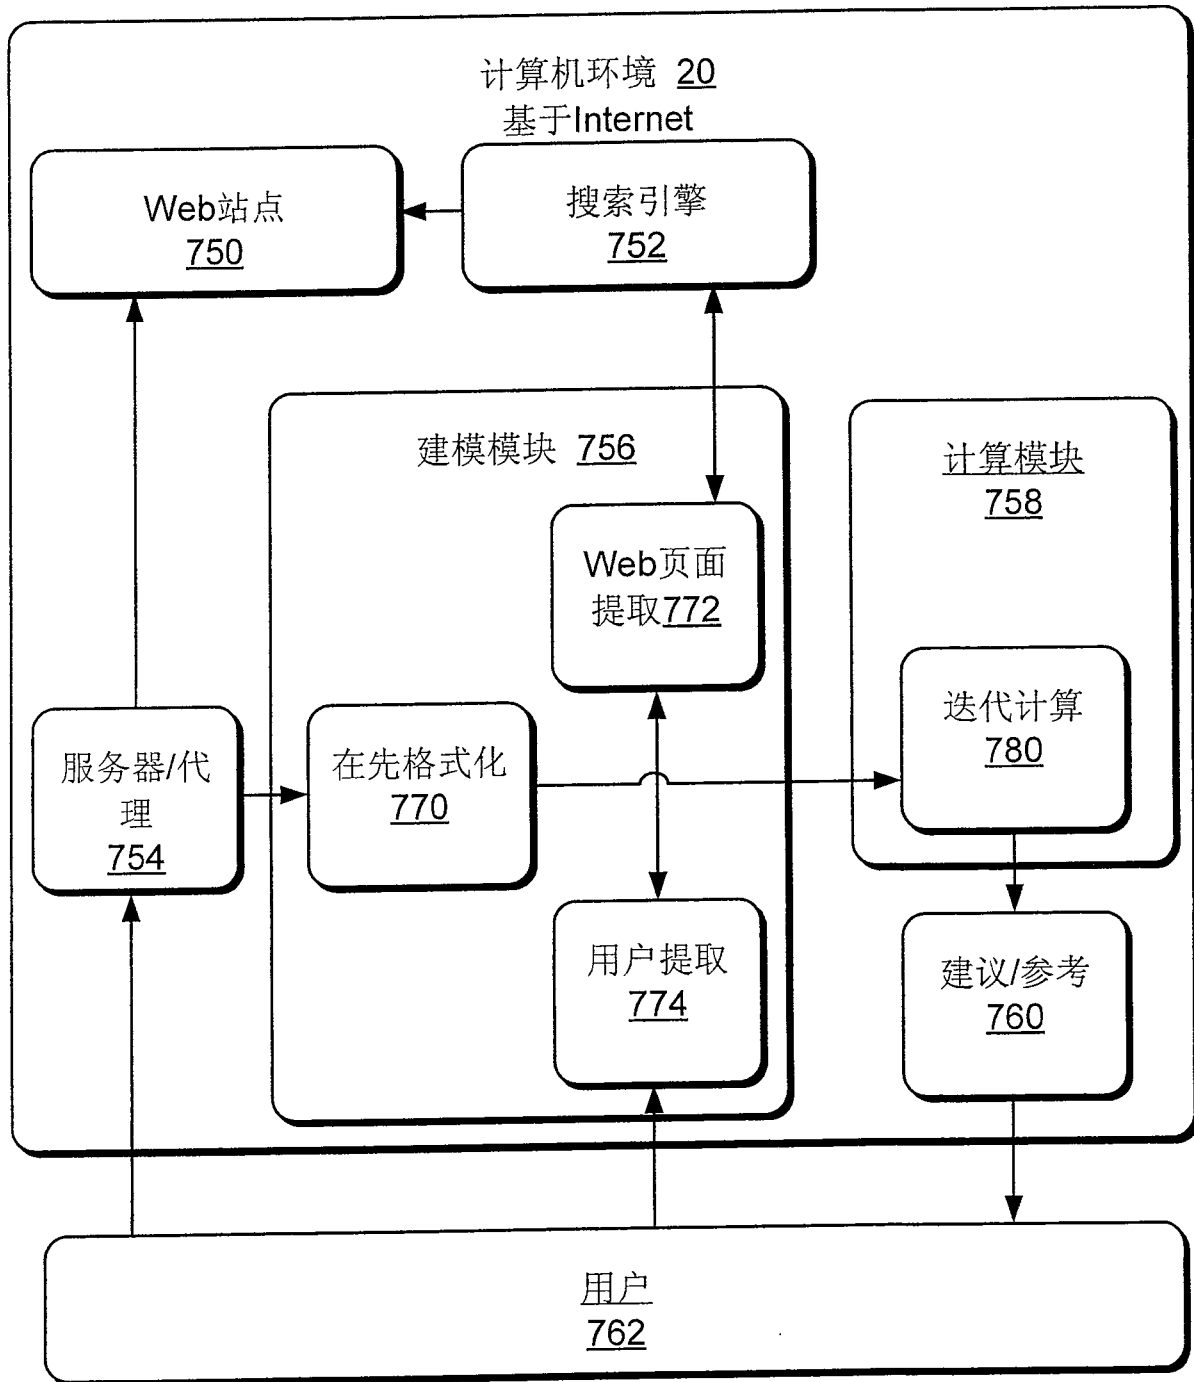 计算机环境 20
基于Internet
Web站点
750
搜索引擎
752
建模模块 756
计算模块
758
Web页面
提取772
迭代计算
780
服务器/代
理
754
在先格式化
770
用户提取
774
建议/参考
760
用户
762